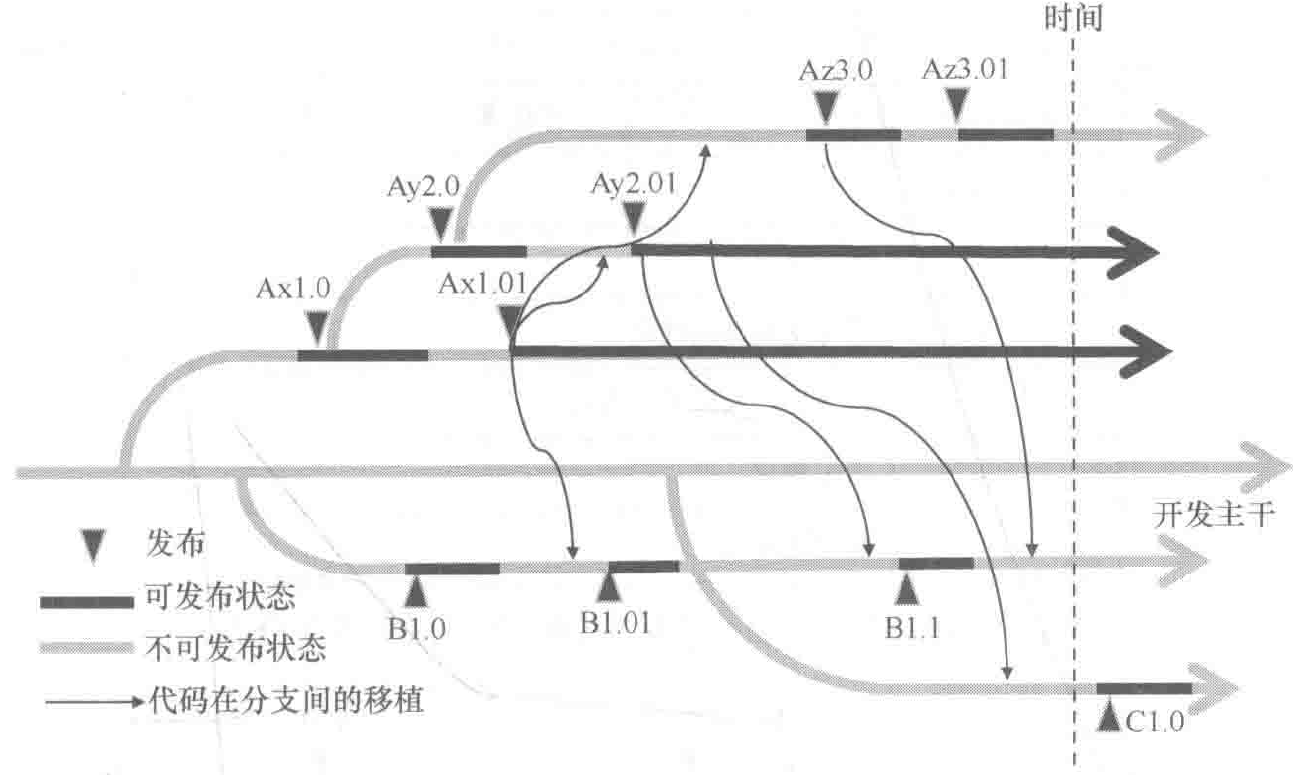 时间
Az3.0
Az3.01
Ay2.0
Ay2.01
Ax1.0
Ax1.01
开发主干
发布
可发布状态
不可发布状态
代码在分支间的移植
B1.0
B1.01
B1.1
C1.0